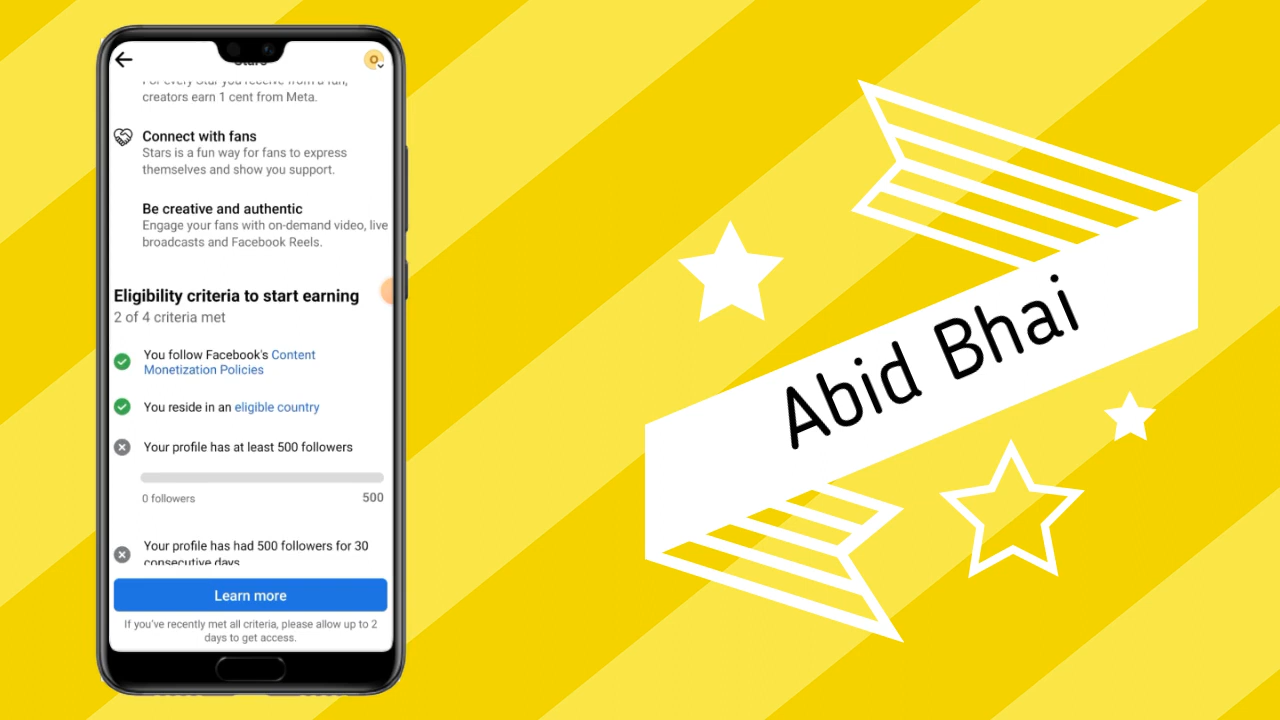 Stars
For every Star you receive from a fan,
creators earn 1 cent from Meta.
Connect with fans
Stars is a fun way for fans to express
themselves and show you support.
Be creative and authentic
Engage your fans with on-demand video, live
broadcasts and Facebook Reels.
Eligibility criteria to start earning
2 of 4 criteria met
You follow Facebook's Content
Monetization Policies
You reside in an eligible country
Your profile has at least 500 followers
0 followers 500
Your profile has had 500 followers for 30
consecutive days
Learn more
If you've recently met all criteria, please allow up to 2
days to get access.
O
Abid Bhai